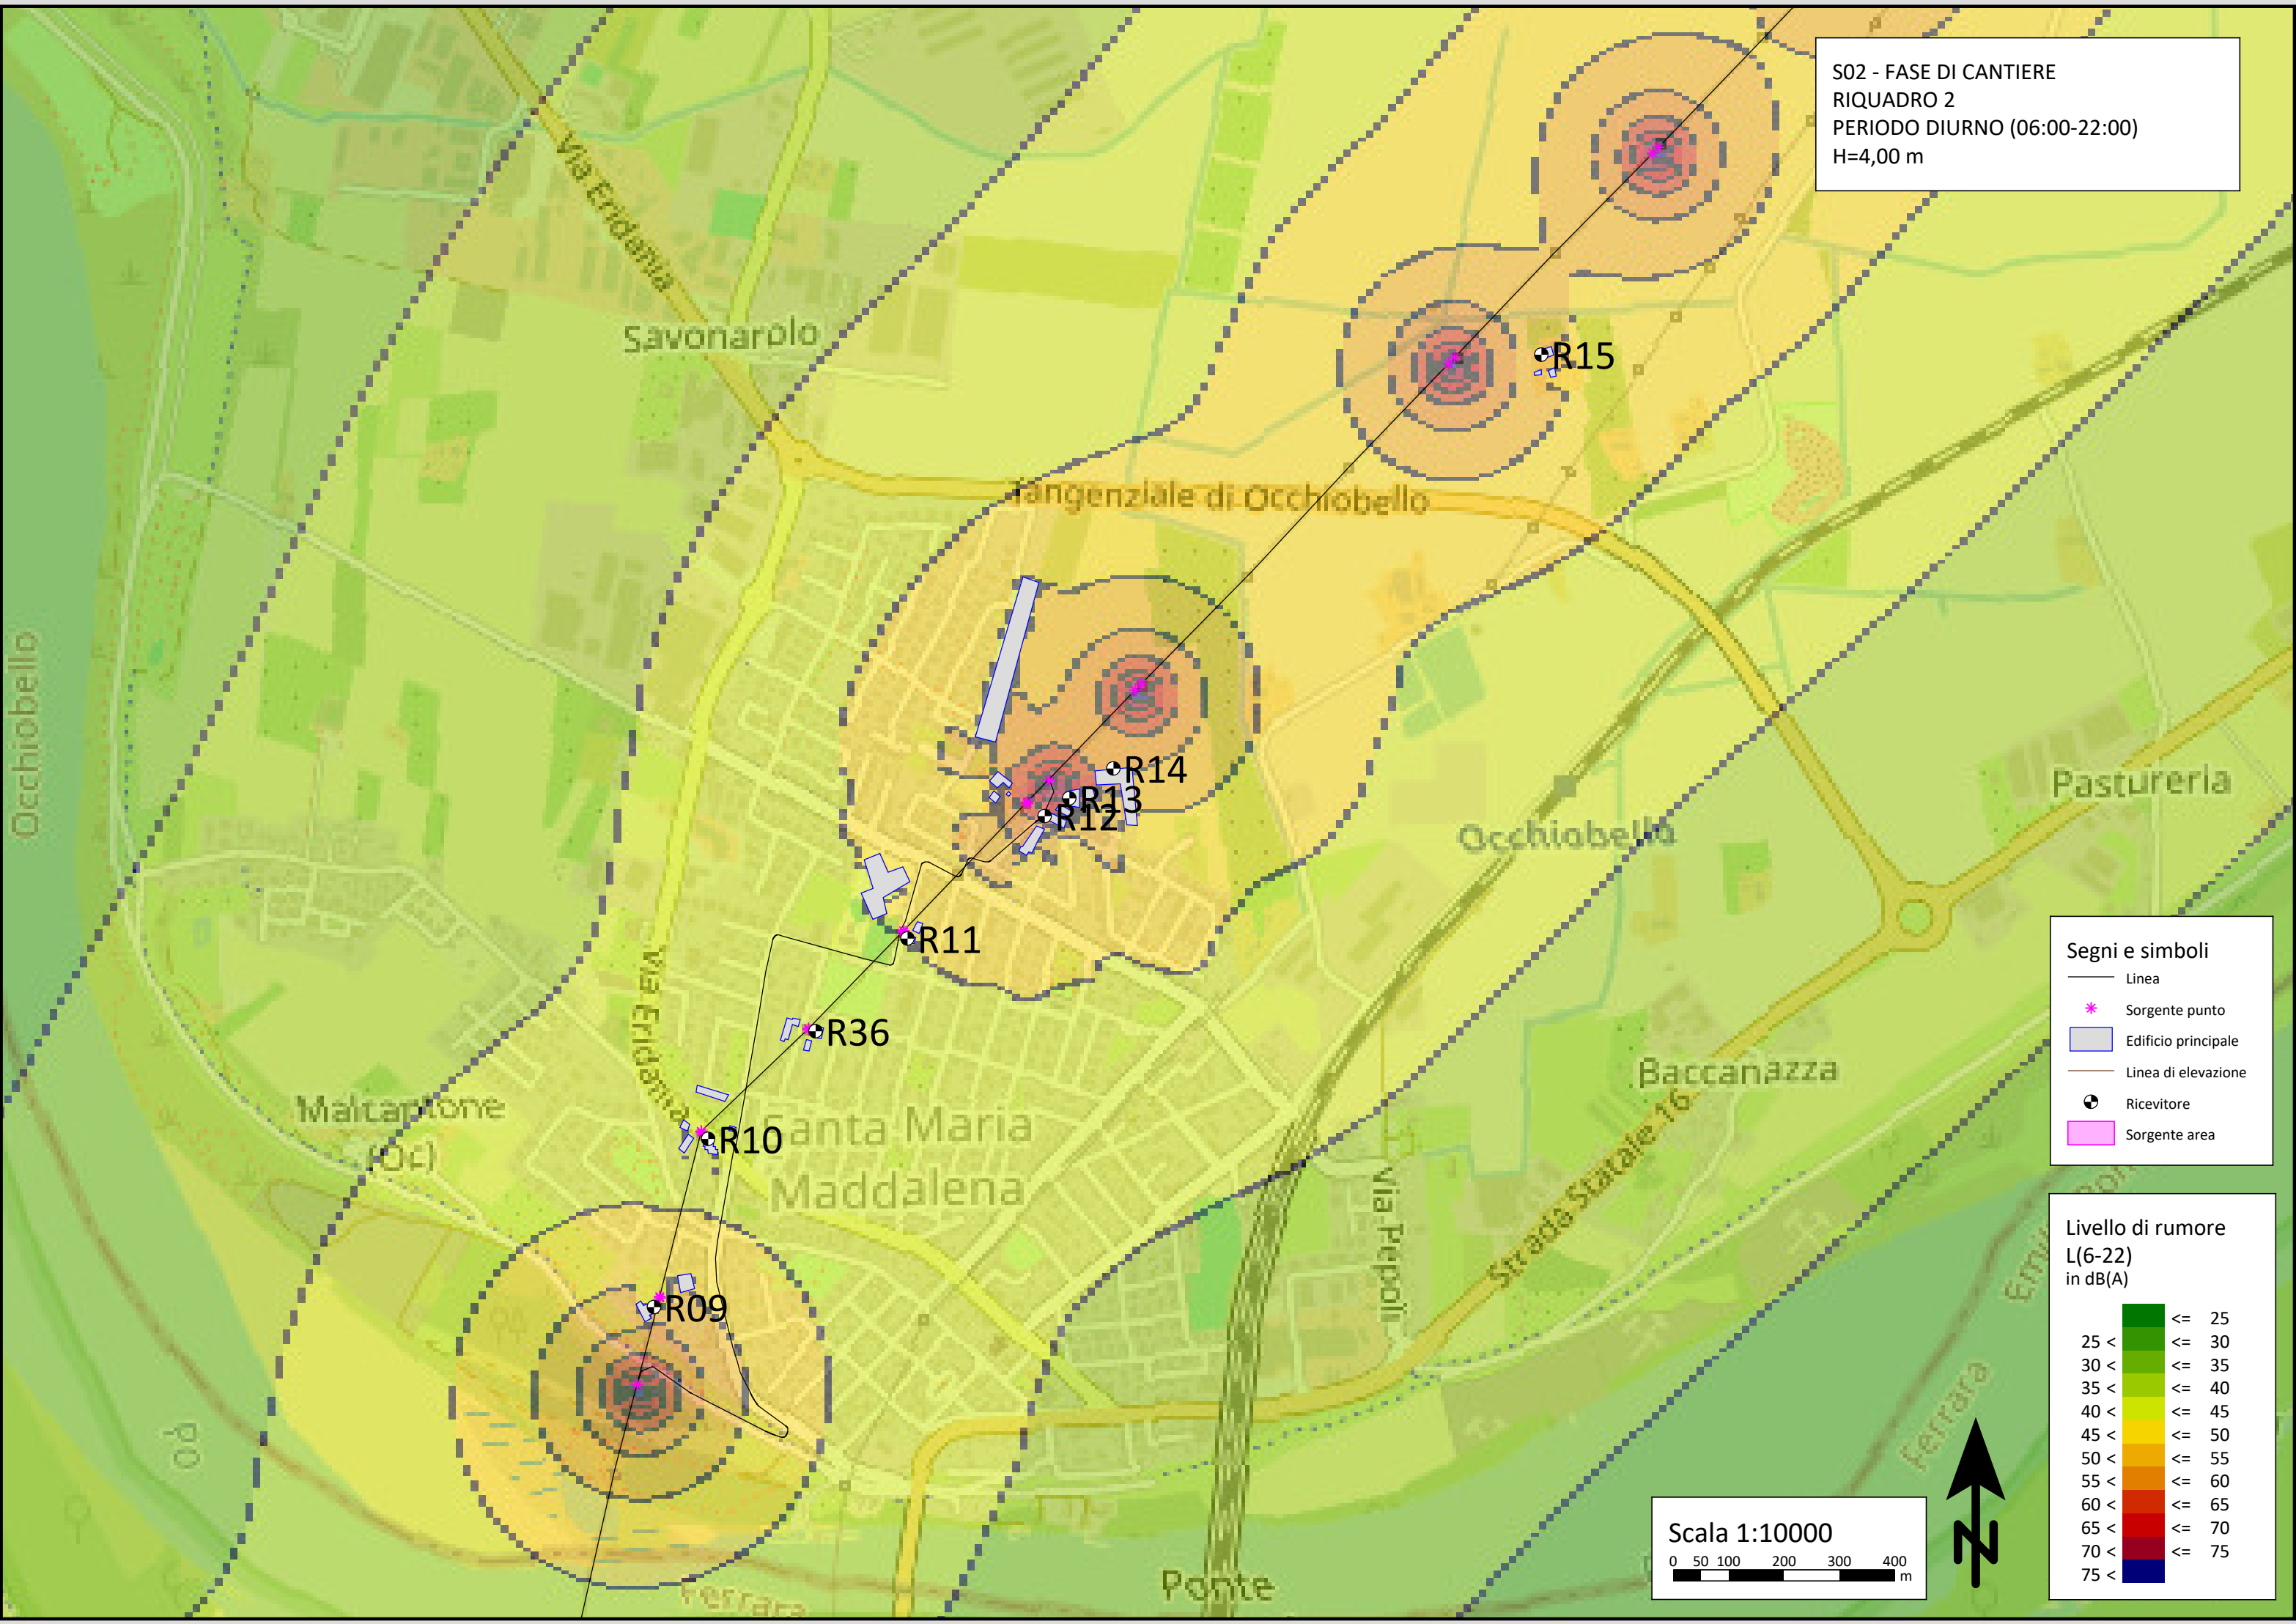 S02 - FASE DI CANTIERE
RIQUADRO 2
PERIODO DIURNO (06:00-22:00)
H=4,00 m
Via Eridania
Savonarolo
R15
Tangenziale di Occhiobello
Occhiobello
R14
R13
R12
Pastureria
Occhiobello
R11
R36
Via Eridania
Baccanazza
Malcantone
(Oc)
R10
Santa Maria
Maddalena
Via Pepoli
Strada Statale 16
R09
Po
Ferrara
Ferrara
Ponte
Segni e simboli
Linea
Sorgente punto
Edificio principale
Linea di elevazione
Ricevitore
Sorgente area
Livello di rumore
L(6-22)
in dB(A)
<= 25
25 < <= 30
30 < <= 35
35 < <= 40
40 < <= 45
45 < <= 50
50 < <= 55
55 < <= 60
60 < <= 65
65 < <= 70
70 < <= 75
75 <
Scala 1:10000
0 50 100 200 300 400
m
N